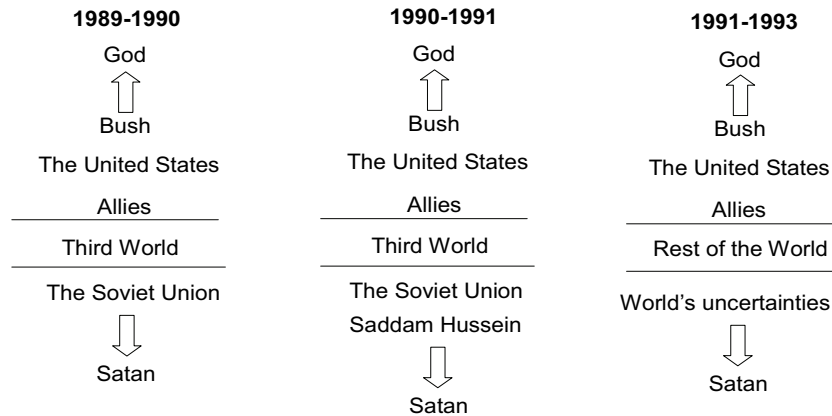 1989-1990
God
Bush
The United States
Allies
Third World
The Soviet Union
Satan
1990-1991
God
Bush
The United States
Allies
Third World
The Soviet Union
Saddam Hussein
Satan
1991-1993
God
Bush
The United States
Allies
Rest of the World
World's uncertainties
Satan